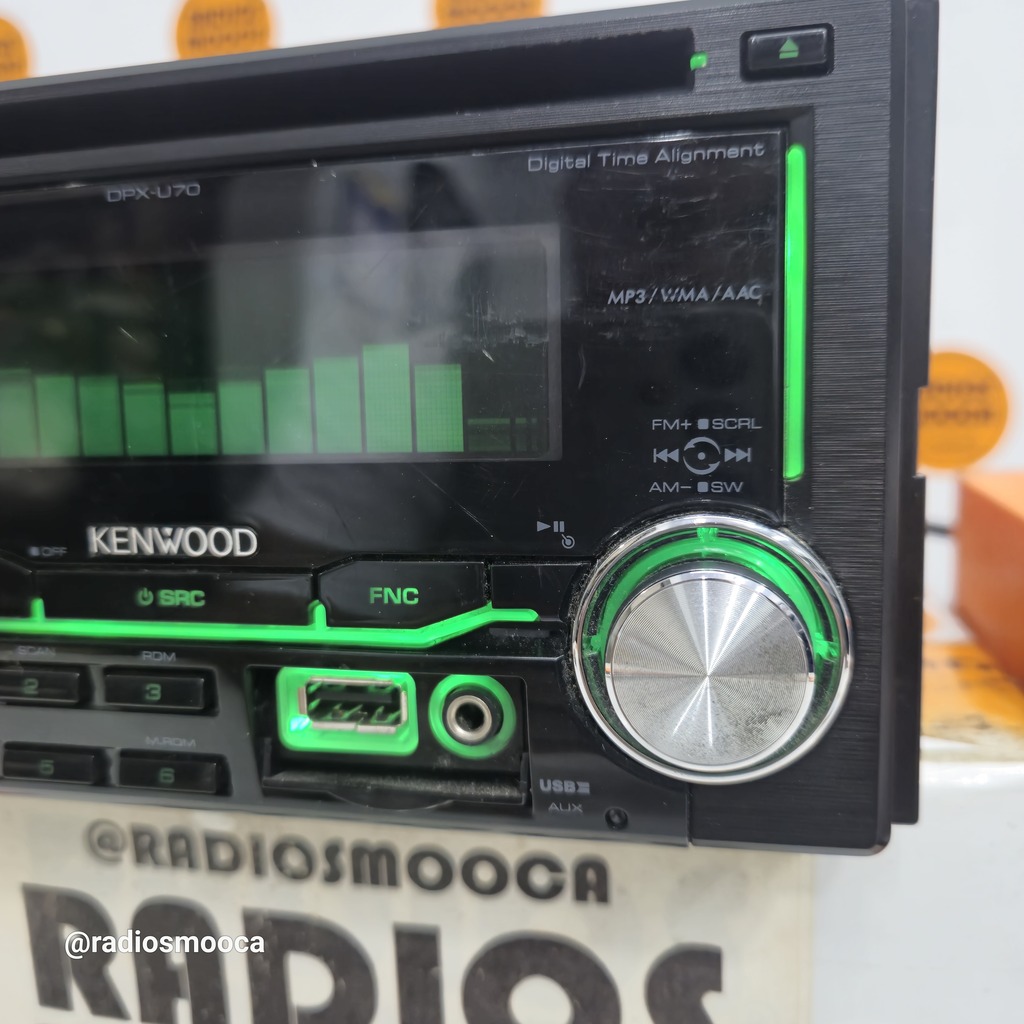 Digital Time Alignment
DPX-U70
MP3/WMA/AAC
FM+ SCRL
AM- SW
KENWOOD
OFF
SRC
FNC
SCAN
RDM
2
3
M.RDM
5
6
USB
AUX
@RADIOSMOOCA
RADIOS
@radiosmooca